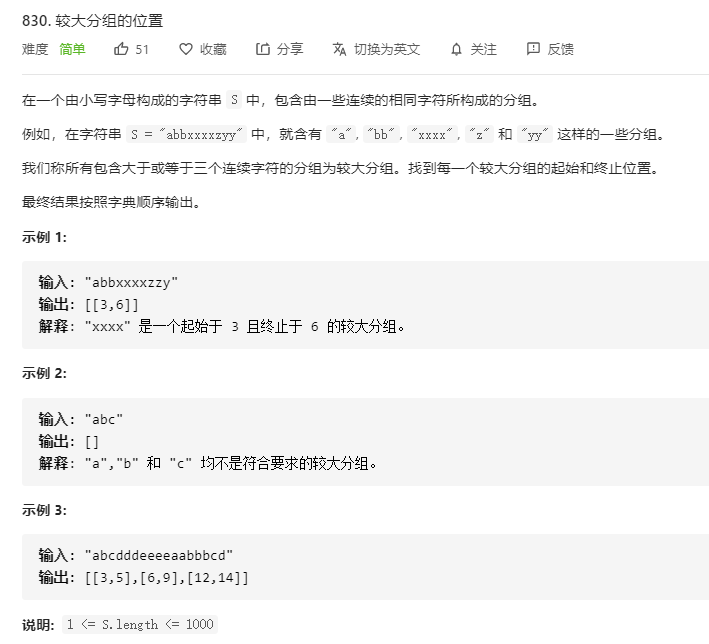 830. 较大分组的位置
难度 简单 51 收藏 分享 切换为英文 关注 反馈
在一个由小写字母构成的字符串 S 中，包含由一些连续的相同字符所构成的分组。
例如，在字符串 S = "abbxxxxzyy" 中，就含有 "a", "bb", "xxxx", "z" 和 "yy" 这样的一些分组。
我们称所有包含大于或等于三个连续字符的分组为较大分组。找到每一个较大分组的起始和终止位置。
最终结果按照字典顺序输出。
示例 1:
输入: "abbxxxxzzy"
输出: [[3,6]]
解释: "xxxx" 是一个起始于 3 且终止于 6 的较大分组。
示例 2:
输入: "abc"
输出: []
解释: "a","b" 和 "c" 均不是符合要求的较大分组。
示例 3:
输入: "abcdddeeeeaabbbcd"
输出: [[3,5],[6,9],[12,14]]
说明: 1 <= S.length <= 1000